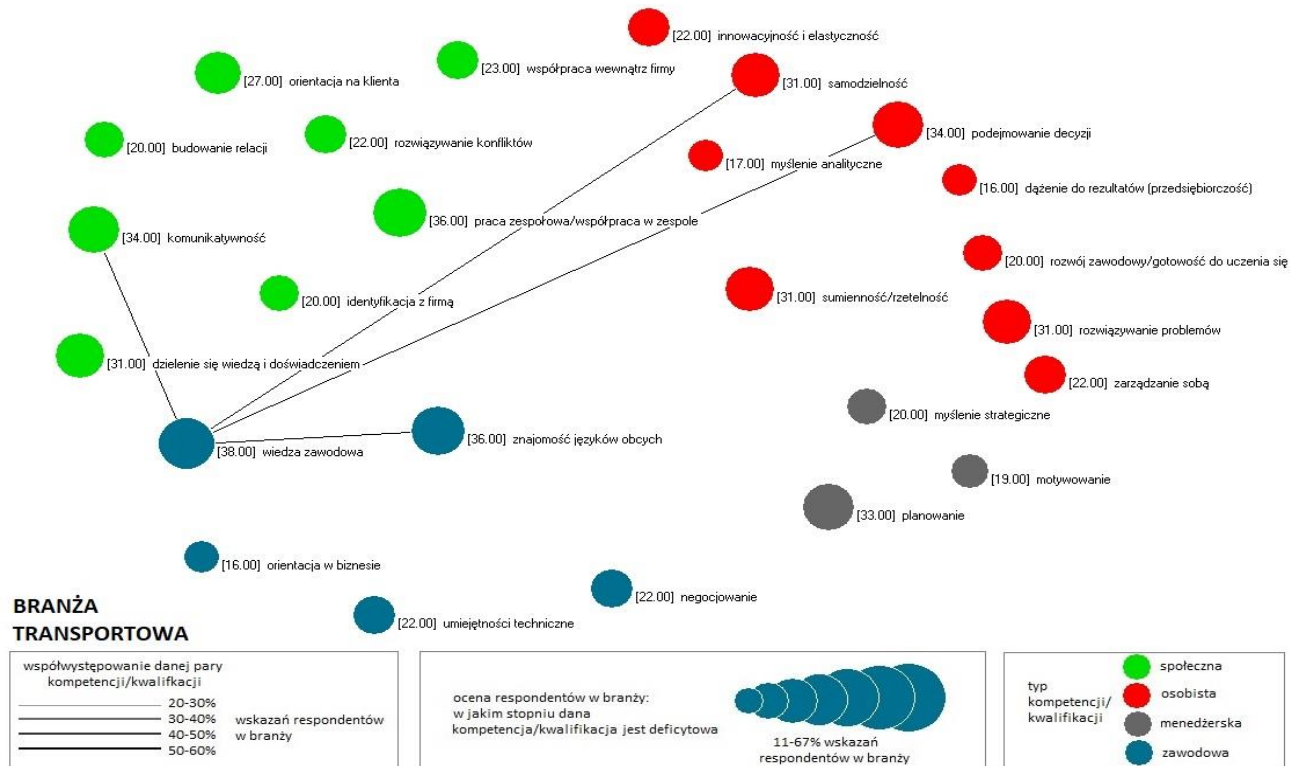 [22.00] innowacyjność i elastyczność
[23.00] współpraca wewnątrz firmy
[27.00] orientacja na klienta
[31.00] samodzielność
[34.00] podejmowanie decyzji
[20.00] budowanie relacji
[22.00] rozwiązywanie konfliktów
[17.00] myślenie analityczne
[16.00] dążenie do rezultatów (przedsiębiorczość)
[36.00] praca zespołowa/współpraca w zespole
[34.00] komunikatywność
[20.00] rozwój zawodowy/gotowość do uczenia się
[20.00] identyfikacja z firmą
[31.00] sumienność/rzetelność
[31.00] rozwiązywanie problemów
[31.00] dzielenie się wiedzą i doświadczeniem
[22.00] zarządzanie sobą
[20.00] myślenie strategiczne
[36.00] znajomość języków obcych
[38.00] wiedza zawodowa
[19.00] motywowanie
[33.00] planowanie
[16.00] orientacja w biznesie
[22.00] negocjowanie
[22.00] umiejętności techniczne
BRANŻA
TRANSPORTOWA
współwystępowanie danej pary
kompetencji/kwalifkacji
20-30%
30-40%
40-50%
50-60%
wskazań respondentów
w branży
ocena respondentów w branży:
w jakim stopniu dana
kompetencja/kwalifikacja jest deficytowa
11-67% wskazań
respondentów w branży
typ
kompetencji/
kwalifikacji
społeczna
osobista
menedżerska
zawodowa